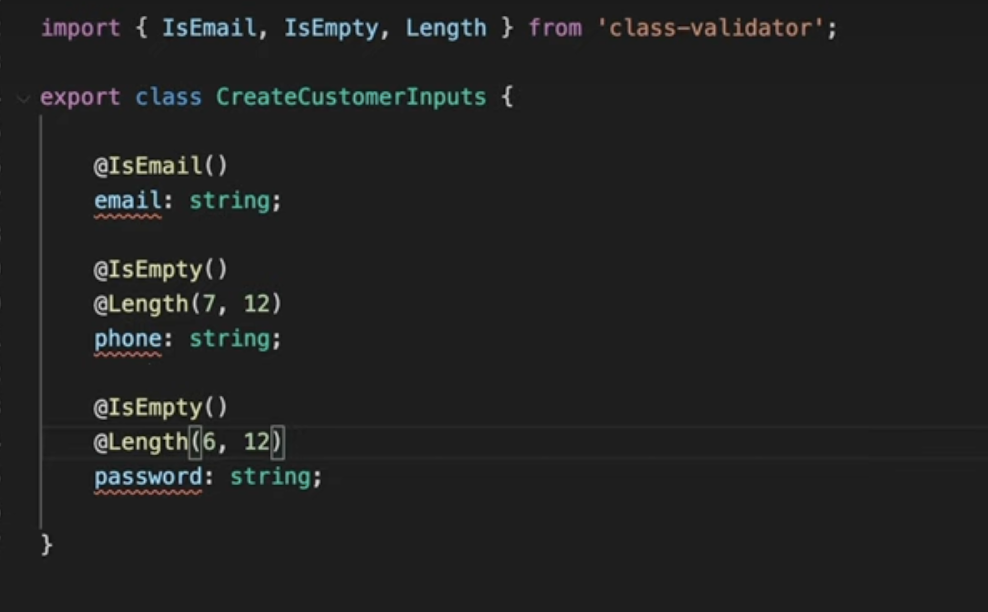 import { IsEmail, IsEmpty, Length } from 'class-validator';
export class CreateCustomerInputs {
@IsEmail()
email: string;
@IsEmpty()
@Length(7, 12)
phone: string;
@IsEmpty()
@Length(6, 12)
password: string;
}